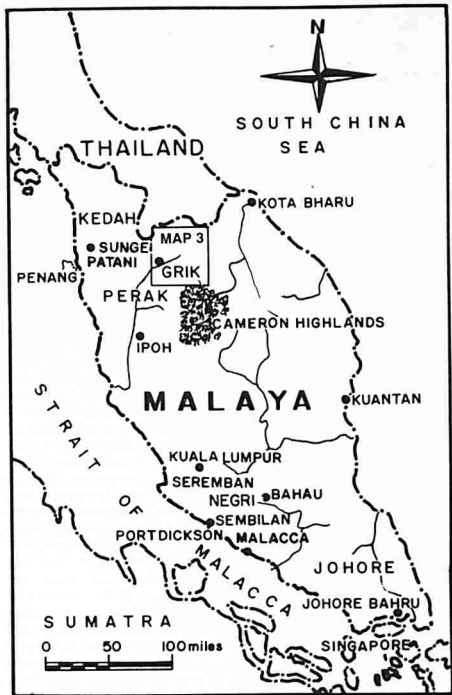 SOUTH CHINA
SEA
THAILAND
KEDAH
KOTA BHARU
SUNGEI
PATANI
MAP 3
PENANG
GRIK
PERAK
CAMERON HIGHLANDS
IPOH
MALAYA
KUANTAN
STRAIT OF MALACCA
KUALA LUMPUR
SEREMBAN
NEGRI
BAHAU
SEMBILAN
PORT DICKSON
MALACCA
JOHORE
JOHORE BAHRU
SUMATRA
SINGAPORE
0 50 100 miles